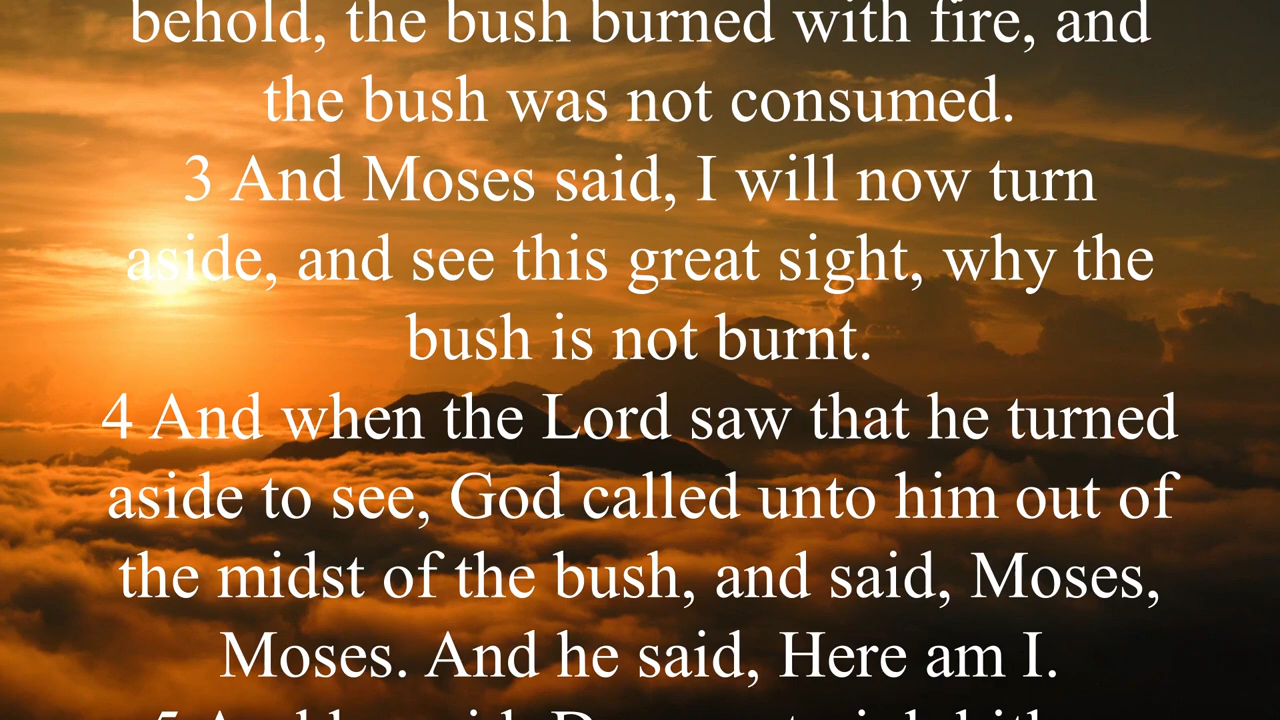 behold, the bush burned with fire, and
the bush was not consumed.
3 And Moses said, I will now turn
aside, and see this great sight, why the
bush is not burnt.
4 And when the Lord saw that he turned
aside to see, God called unto him out of
the midst of the bush, and said, Moses,
Moses. And he said, Here am I.